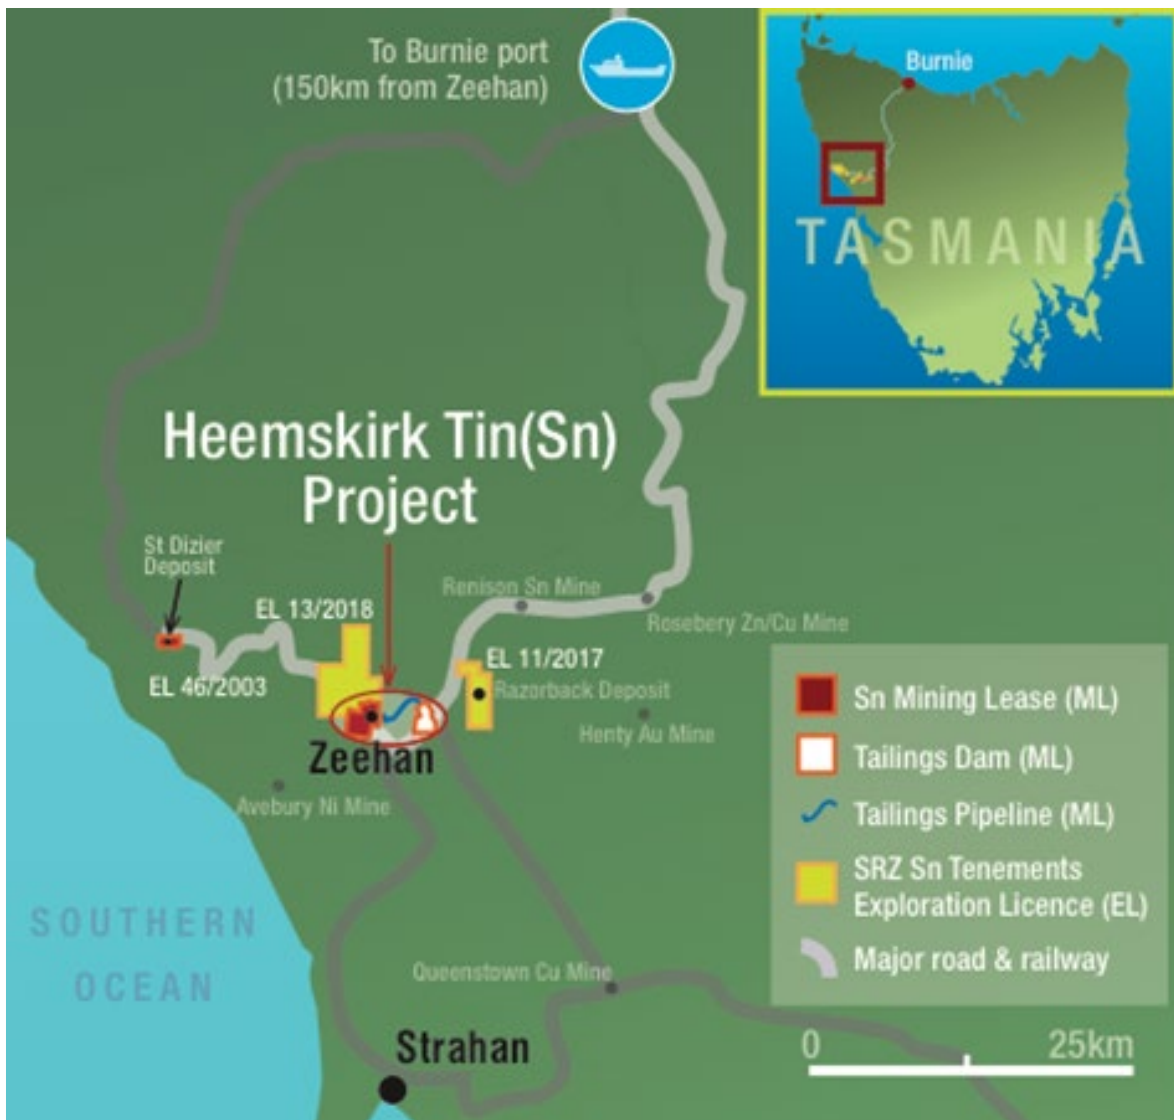 To Burnie port
(150km from Zeehan)
Burnie
TASMANIA
Heemskirk Tin(Sn)
Project
St Dizier
Deposit
EL 13/2018
Renison Sn Mine
Rosebery Zn/Cu Mine
EL 46/2003
EL 11/2017
Razorback Deposit
Henty Au Mine
Zeehan
Avebury Ni Mine
Sn Mining Lease (ML)
Tailings Dam (ML)
Tailings Pipeline (ML)
SRZ Sn Tenements
Exploration Licence (EL)
Major road & railway
SOUTHERN
OCEAN
Queenstown Cu Mine
Strahan
0 25km